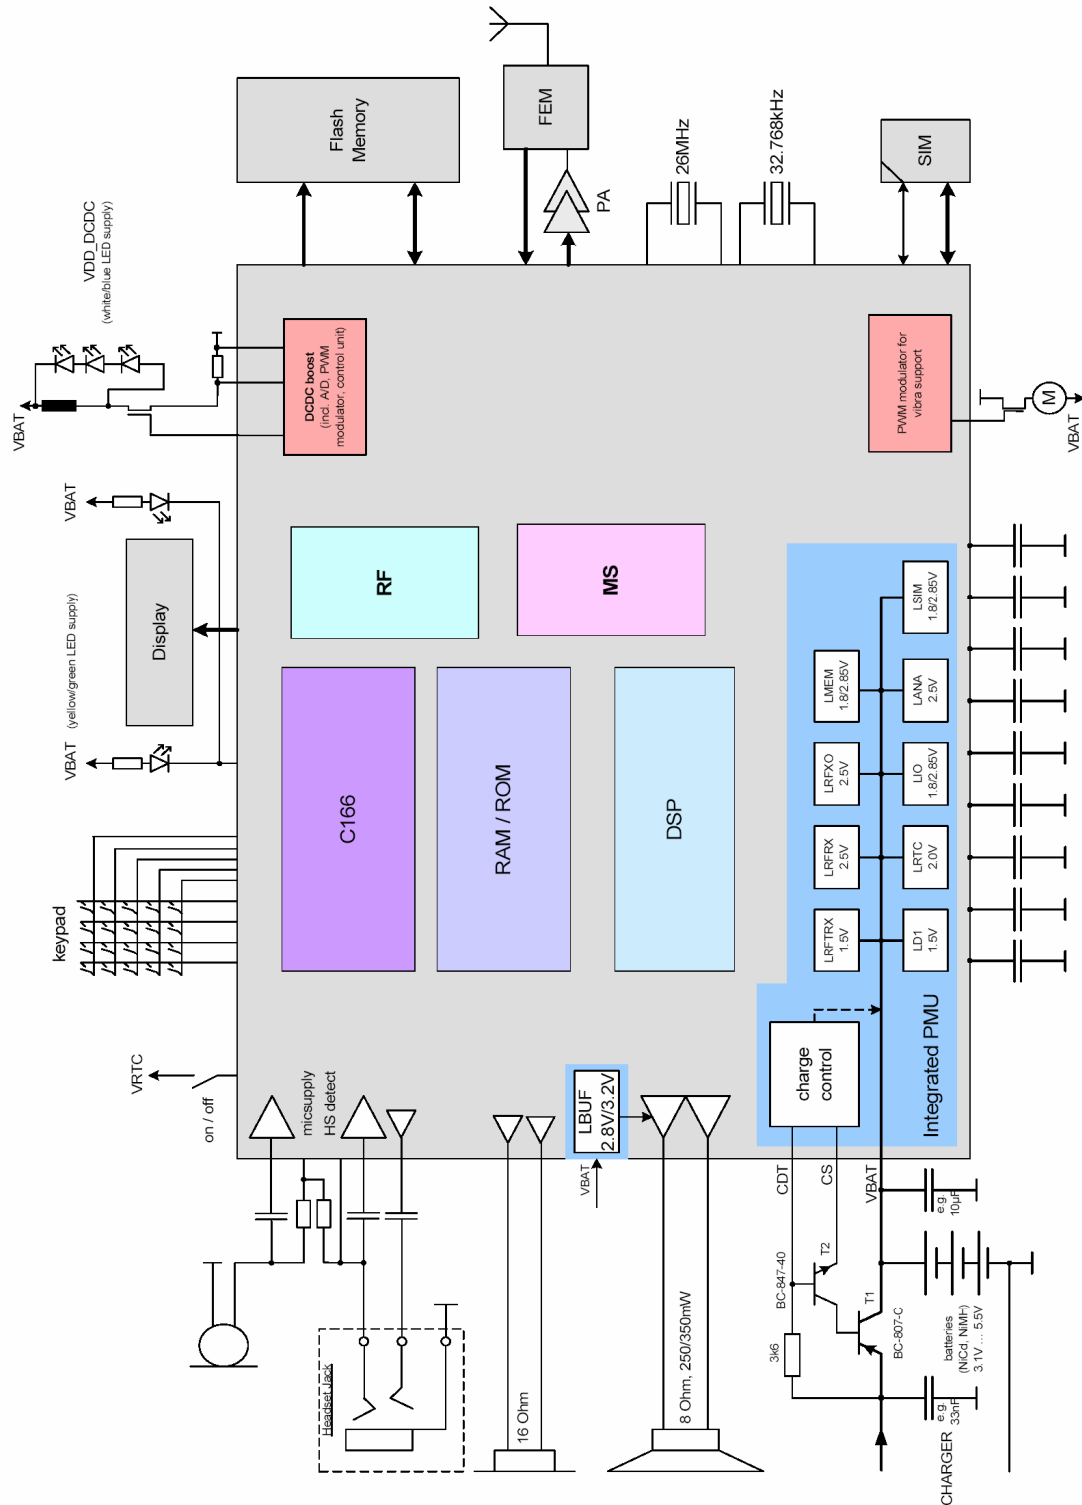 VBAT
VDD_DCDC
(white/blue LED supply)
Flash
Memory
FEM
PA
26MHz
32.768kHz
SIM
DCDC boost
(incl. A/D, PWM
modulator, control unit)
PWM modulator for
vibra support
M
VBAT
VBAT
Display
(yellow/green LED supply)
VBAT
RF
MS
C166
RAM / ROM
DSP
keypad
LMEM
1.8/2.85V
LSIM
1.8/2.85V
LRFXO
2.5V
LANA
2.5V
LRFRX
2.5V
LIO
1.8/2.85V
LRFTRX
1.5V
LRTC
2.0V
LD1
1.5V
Integrated PMU
charge
control
VRTC
on / off
micsupply
HS detect
LBUF
2.8V/3.2V
VBAT
CDT
CS
VBAT
e.g.
10µF
BC-847-40
T2
T1
BC-807-C
3k6
batteries
(NiCd, NiMH)
3.1V ... 5.5V
e.g.
33nF
CHARGER
Headset Jack
16 Ohm
8 Ohm, 250/350mW